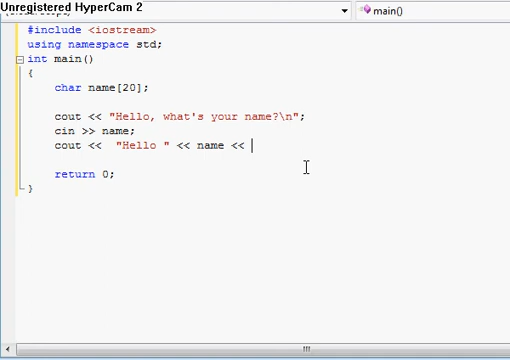 Unregistered HyperCam 2
main()
#include <iostream>
using namespace std;
int main()
{
char name[20];
cout << "Hello, what's your name?\n";
cin >> name;
cout << "Hello " << name <<
return 0;
}